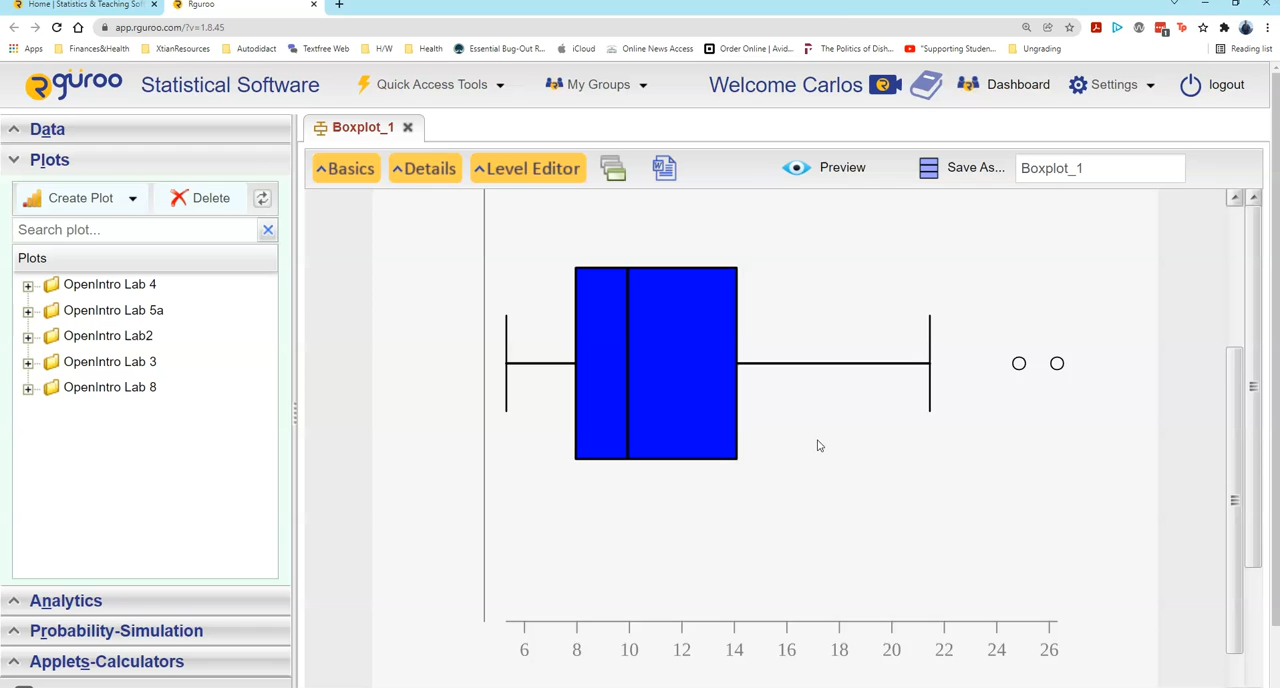 Home | Statistics & Teaching Soft
Rguroo
app.rguroo.com/?v=1.8.45
Apps
Finances&Health
XtianResources
Autodidact
Textfree Web
H/W
Health
Essential Bug-Out R...
iCloud
Online News Access
Order Online | Avid...
The Politics of Dish...
"Supporting Studen...
Ungrading
Reading list
Rguroo Statistical Software
Quick Access Tools
My Groups
Welcome Carlos
Dashboard
Settings
logout
Data
Boxplot_1
Plots
Basics
Details
Level Editor
Preview
Save As...
Boxplot_1
Create Plot
Delete
Search plot...
Plots
OpenIntro Lab 4
OpenIntro Lab 5a
OpenIntro Lab2
OpenIntro Lab 3
OpenIntro Lab 8
6 8 10 12 14 16 18 20 22 24 26
Analytics
Probability-Simulation
Applets-Calculators